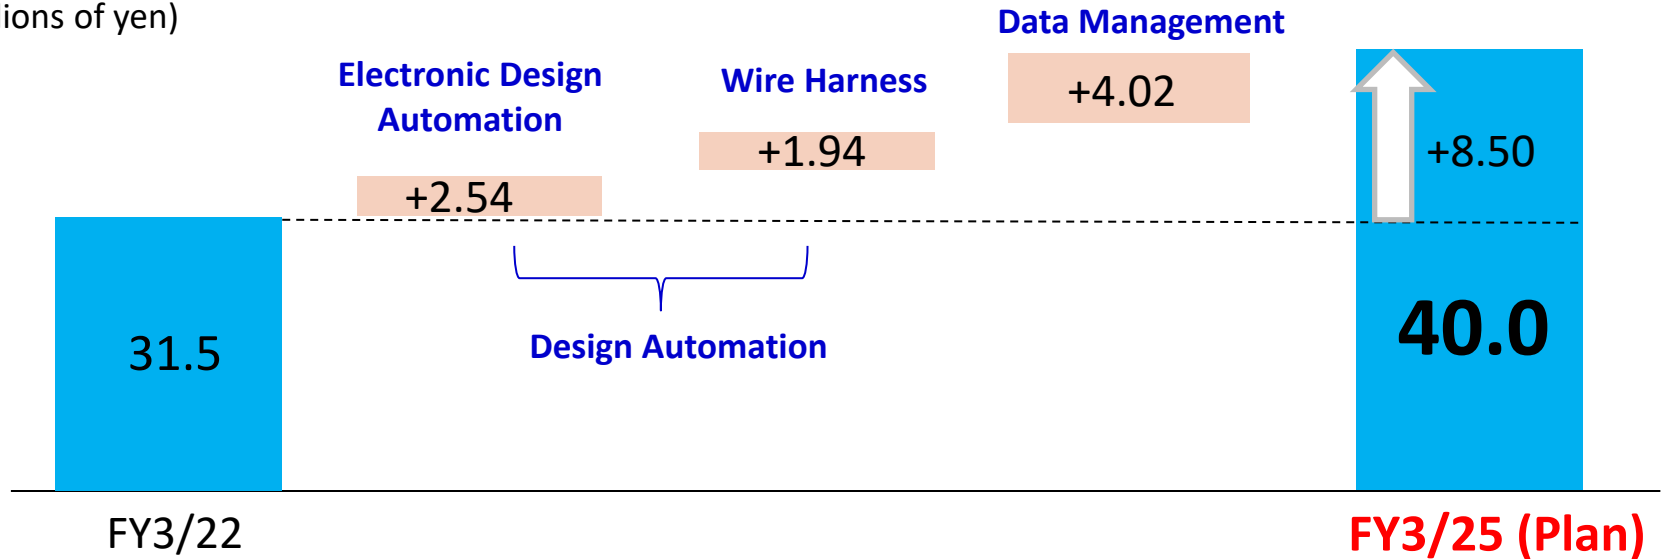 of yen)
Data Management
Electronic Design
Automation
Wire Harness
+4.02
+1.94
+8.50
+2.54
31.5
40.0
Design Automation
FY3/22
FY3/25 (Plan)